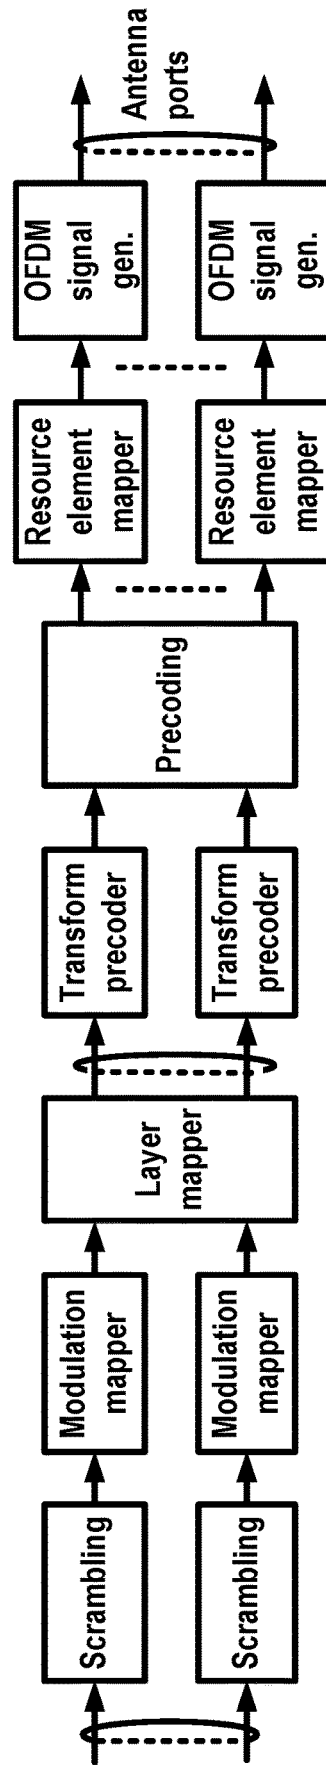 Scrambling
Scrambling
Modulation
mapper
Modulation
mapper
Layer
mapper
Transform
precoder
Transform
precoder
Precoding
Resource
element
mapper
Resource
element
mapper
OFDM
signal
gen.
OFDM
signal
gen.
Antenna
ports